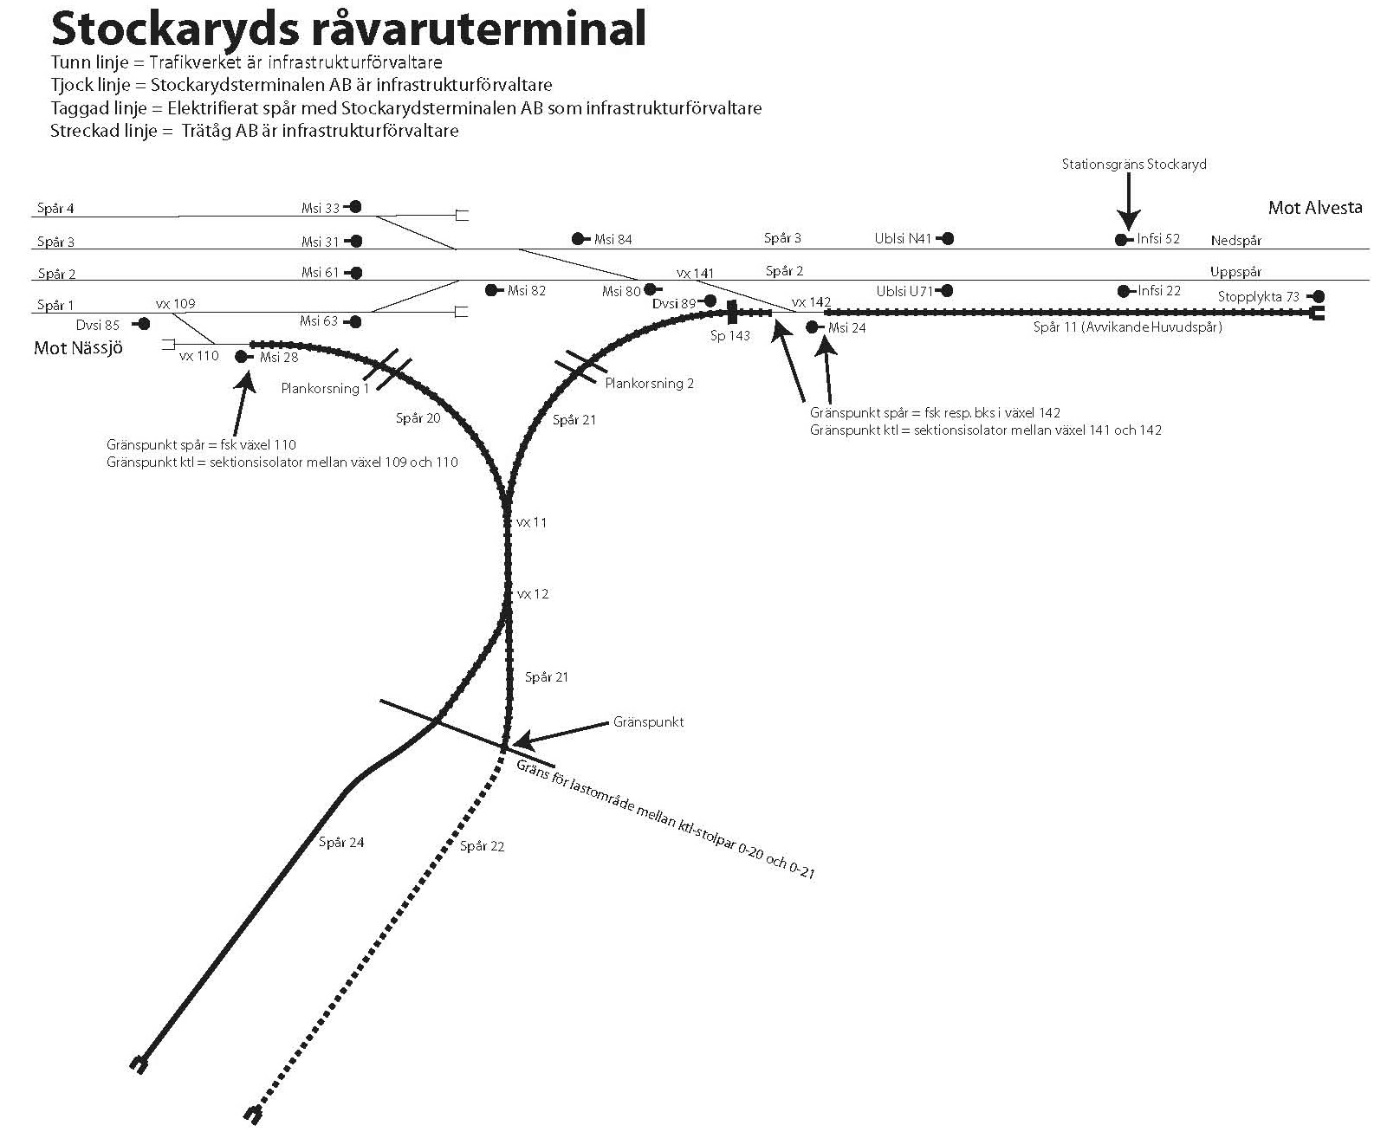 Stockaryds råvaruterminal
Tunn linje = Trafikverket är infrastrukturförvaltare
Tjock linje = Stockarydsterminalen AB är infrastrukturförvaltare
Taggad linje = Elektrifierat spår med Stockarydsterminalen AB som infrastrukturförvaltare
Streckad linje = Trätåg AB är infrastrukturförvaltare
Stationsgräns Stockaryd
Mot Alvesta
Spår 4
Msi 33
Spår 3
Msi 31
Msi 84
Spår 3
Ublsi N41
Infsi 52
Nedspår
Spår 2
Msi 61
vx 141
Spår 2
Uppspår
Msi 82
Msi 80
Ublsi U71
Infsi 22
Stopplykta 73
Spår 1
vx 109
Dvsi 89
vx 142
Dvsi 85
Msi 63
Msi 24
Spår 11 (Avvikande Huvudspår)
Sp 143
Mot Nässjö
vx 110
Msi 28
Plankorsning 1
Plankorsning 2
Spår 20
Spår 21
Gränspunkt spår = fsk resp. bks i växel 142
Gränspunkt ktl = sektionsisolator mellan växel 141 och 142
Gränspunkt spår = fsk växel 110
Gränspunkt ktl = sektionsisolator mellan växel 109 och 110
vx 11
vx 12
Spår 21
Gränspunkt
Gräns för lastområde mellan ktl-stolpar 0-20 och 0-21
Spår 24
Spår 22